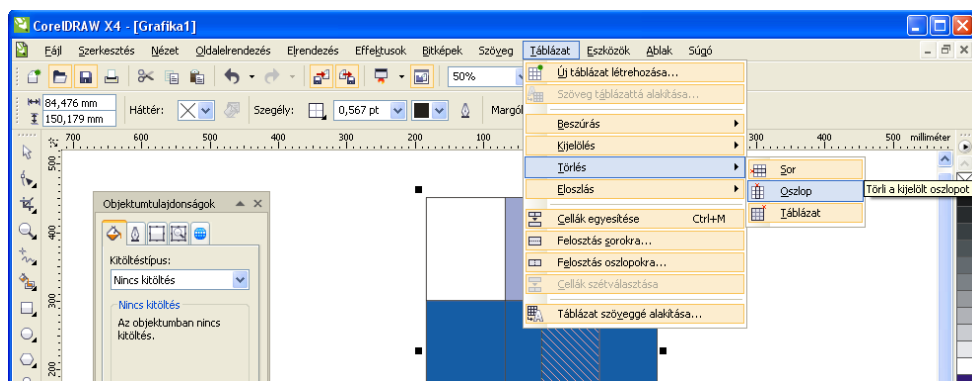 CorelDRAW X4 - [Grafika1]
Fájl Szerkesztés Nézet Oldalelrendezés Elrendezés Effektusok Bitképek Szöveg Táblázat Eszközök Ablak Súgó
50%
84,476 mm
150,179 mm
Háttér:
Szegély:
0,567 pt
Margól
700 600 500 400 300 200 100 300 400 500 milliméter
500
400
300
200
Objektumtulajdonságok
Kitöltéstípus:
Nincs kitöltés
Nincs kitöltés
Az objektumban nincs
kitöltés.
Új táblázat létrehozása...
Szöveg táblázattá alakítása...
Beszúrás
Kijelölés
Törlés
Eloszlás
Cellák egyesítése Ctrl+M
Felosztás sorokra...
Felosztás oszlopokra...
Cellák szétválasztása
Táblázat szöveggé alakítása...
Sor
Oszlop
Táblázat
Törli a kijelölt oszlopot